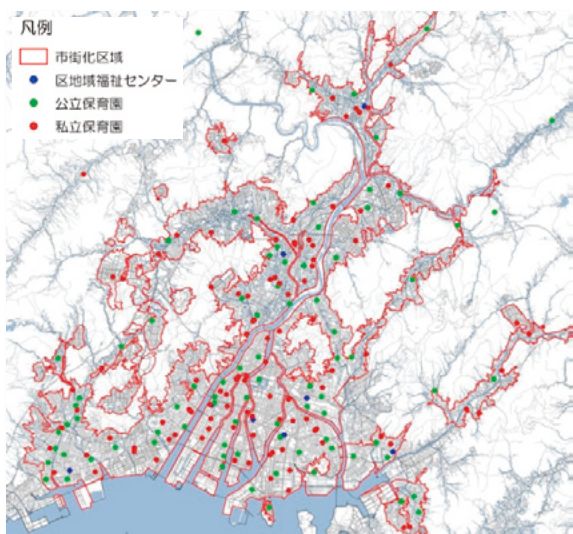 凡例
市街化区域
区地域福祉センター
公立保育園
私立保育園